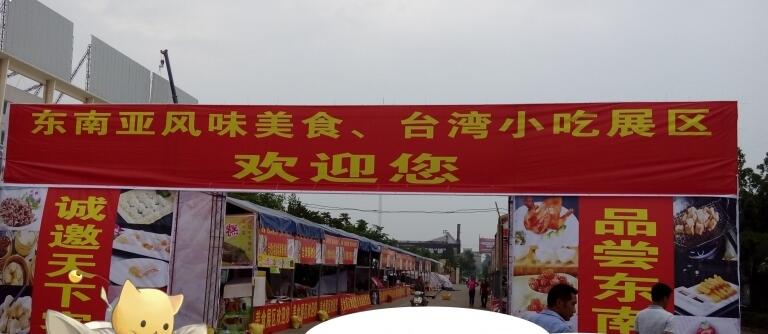 东南亚风味美食、台湾小吃展区
欢迎您
诚邀天下
品尝东南